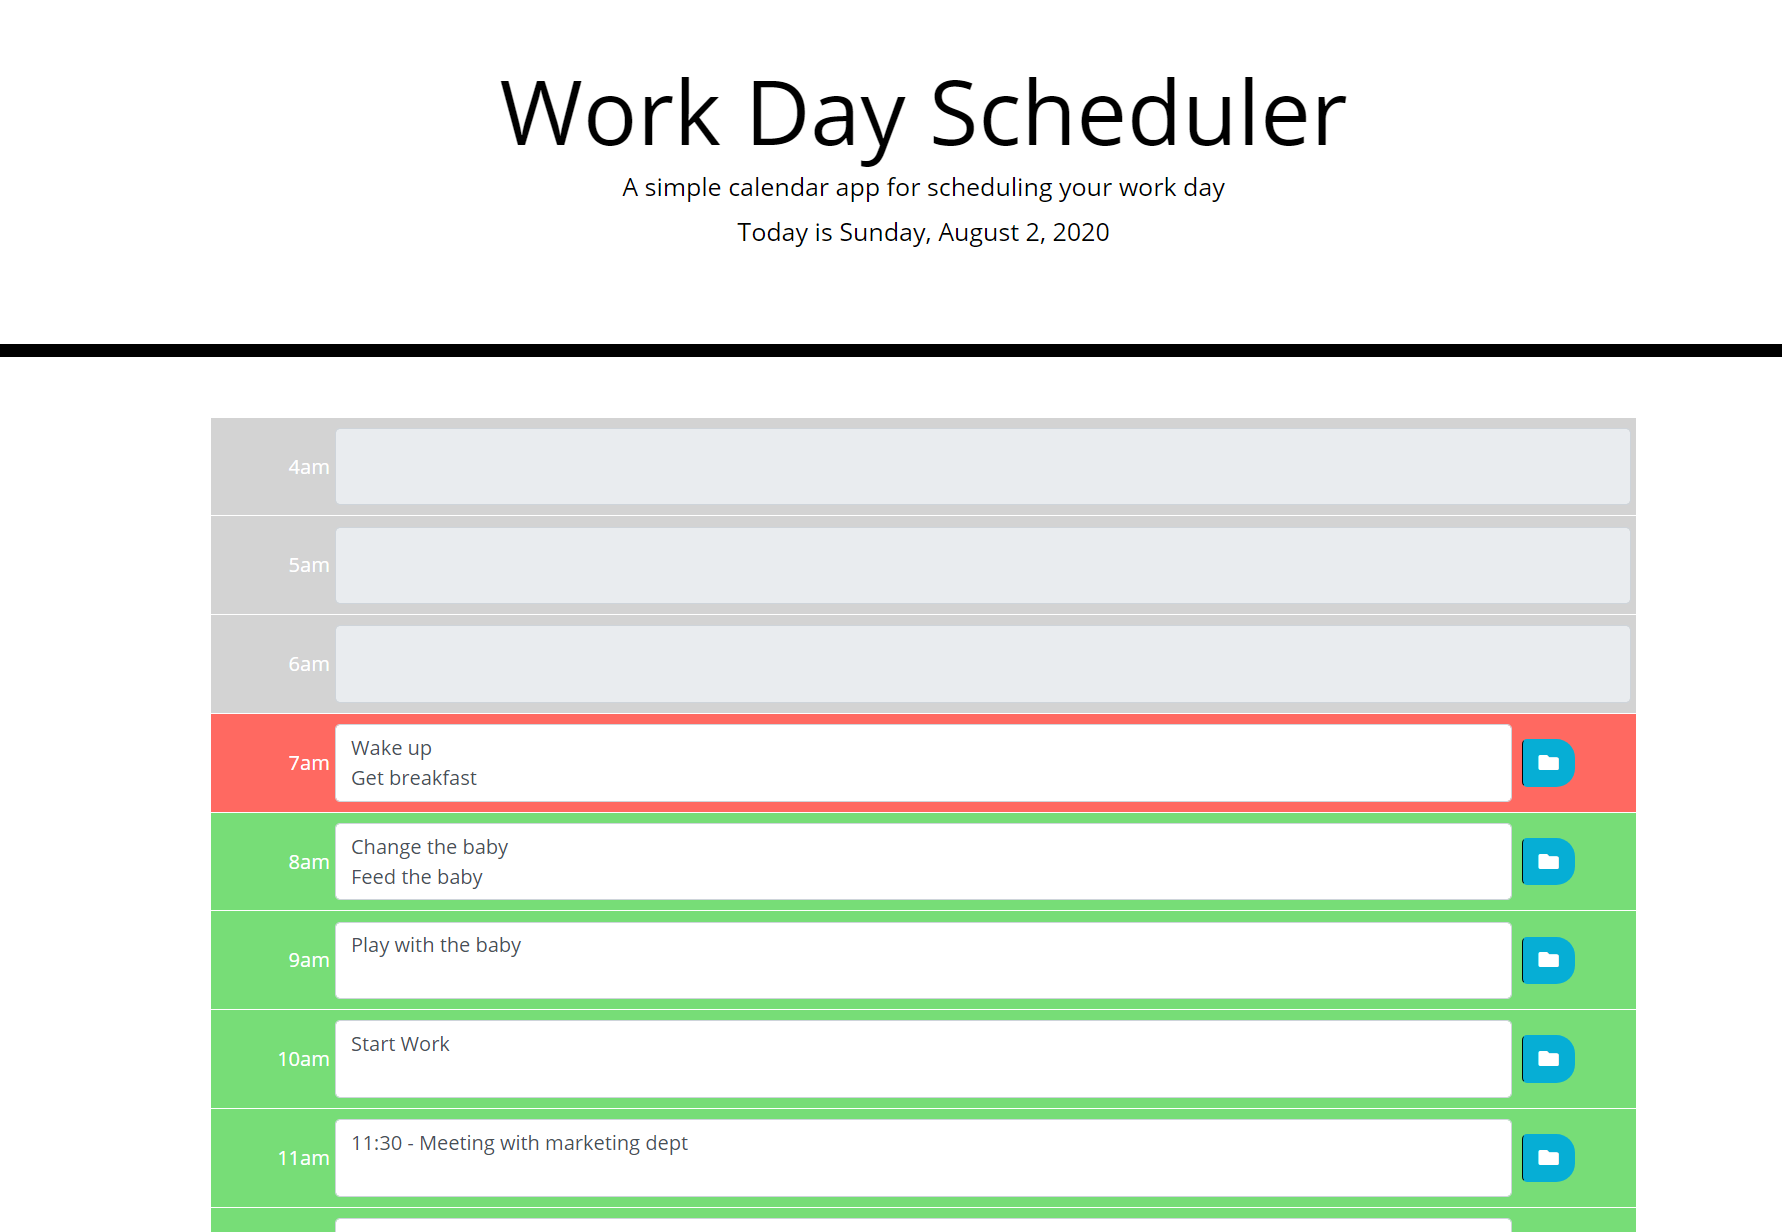 Work Day Scheduler
A simple calendar app for scheduling your work day
Today is Sunday, August 2, 2020
4am
5am
6am
7am
Wake up
Get breakfast
8am
Change the baby
Feed the baby
9am
Play with the baby
10am
Start Work
11am
11:30 - Meeting with marketing dept